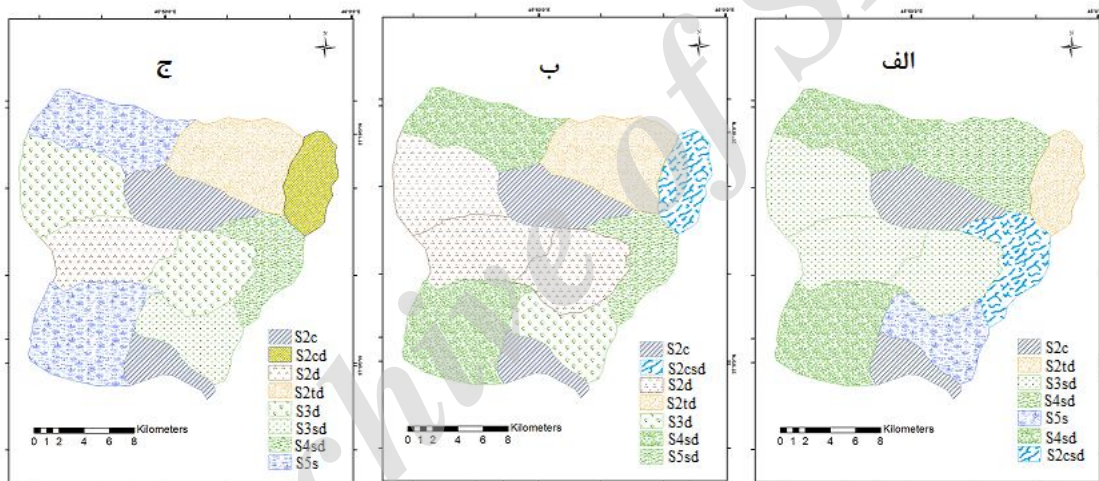 ج
S2c
S2cd
S2d
S2td
S3d
S3sd
S4sd
S5s
0 1 2 4 6 8 Kilometers
ب
S2c
S2csd
S2d
S2td
S3d
S4sd
S5sd
0 1 2 4 6 8 Kilometers
الف
S2c
S2td
S3sd
S4sd
S5s
S4sd
S2csd
0 1 2 4 6 8 Kilometers